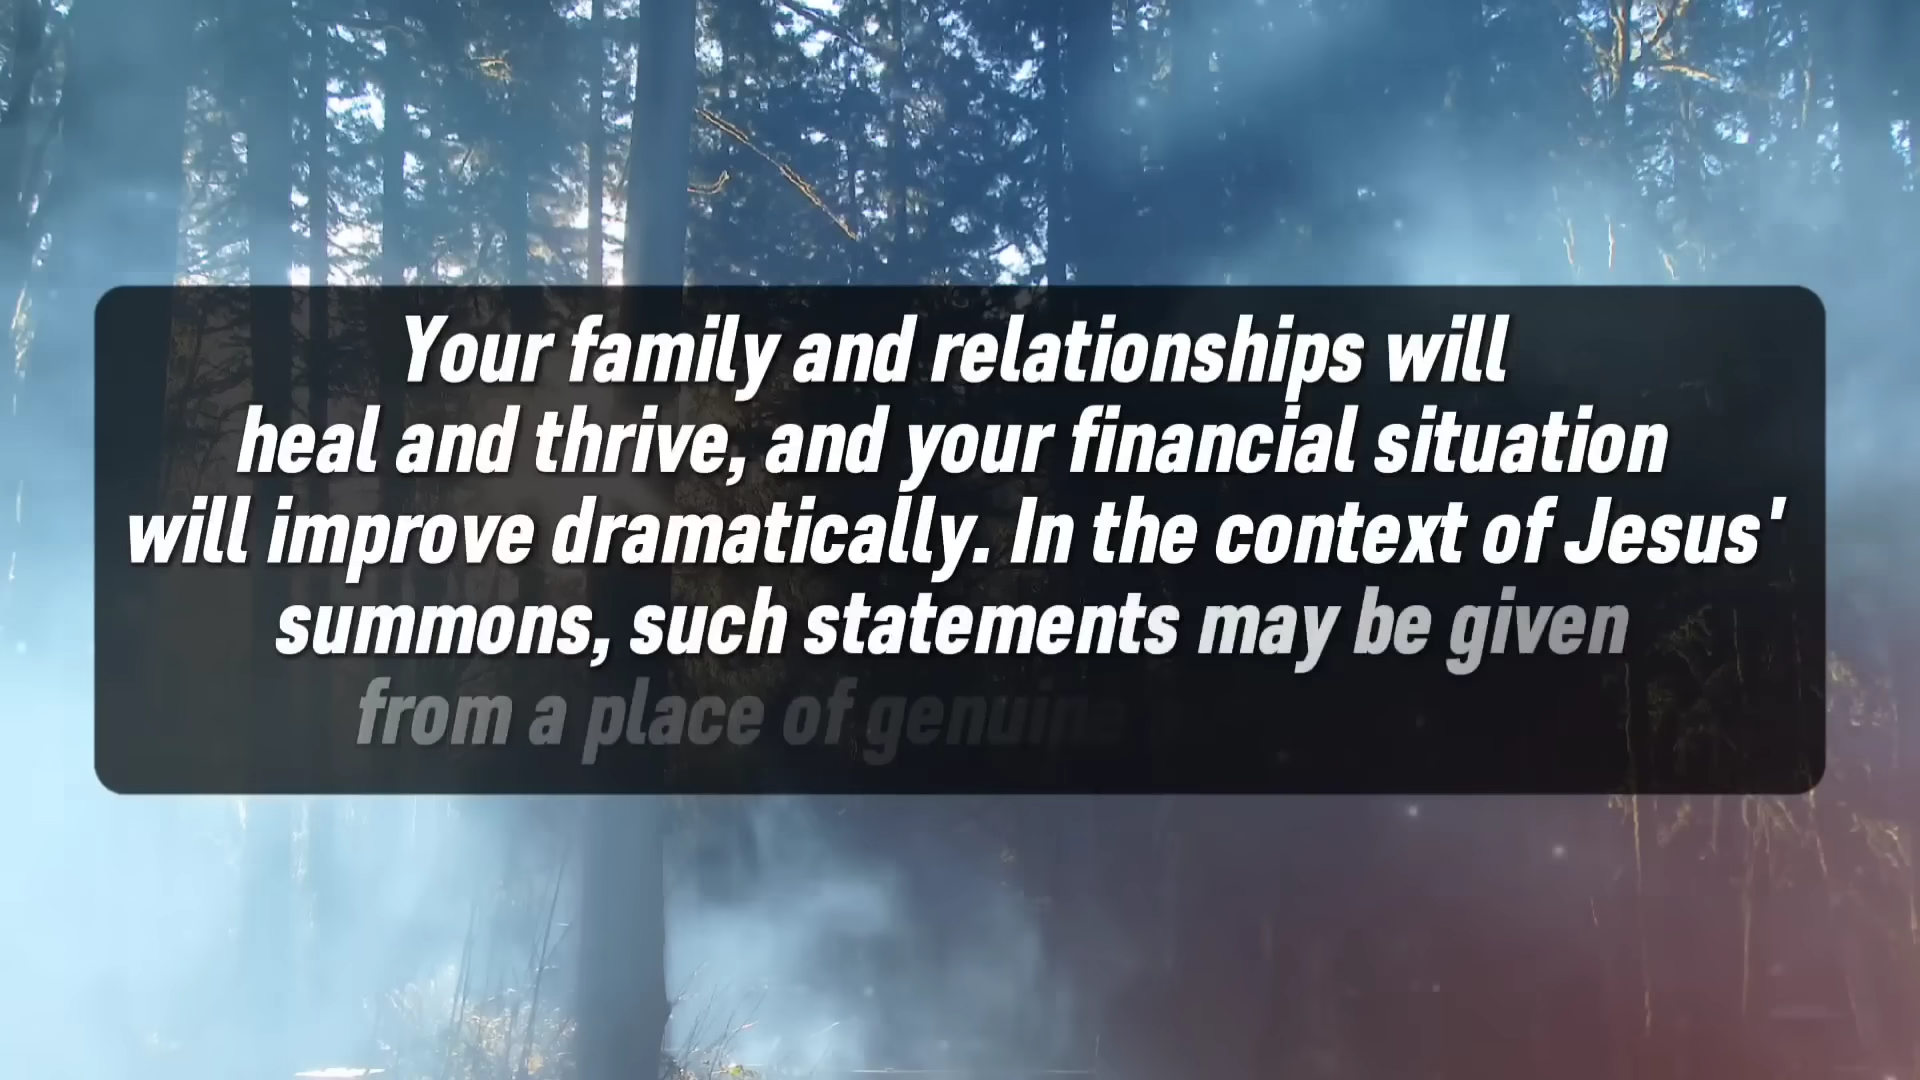 Your family and relationships will
heal and thrive, and your financial situation
will improve dramatically. In the context of Jesus'
summons, such statements may be given
from a place of genuine